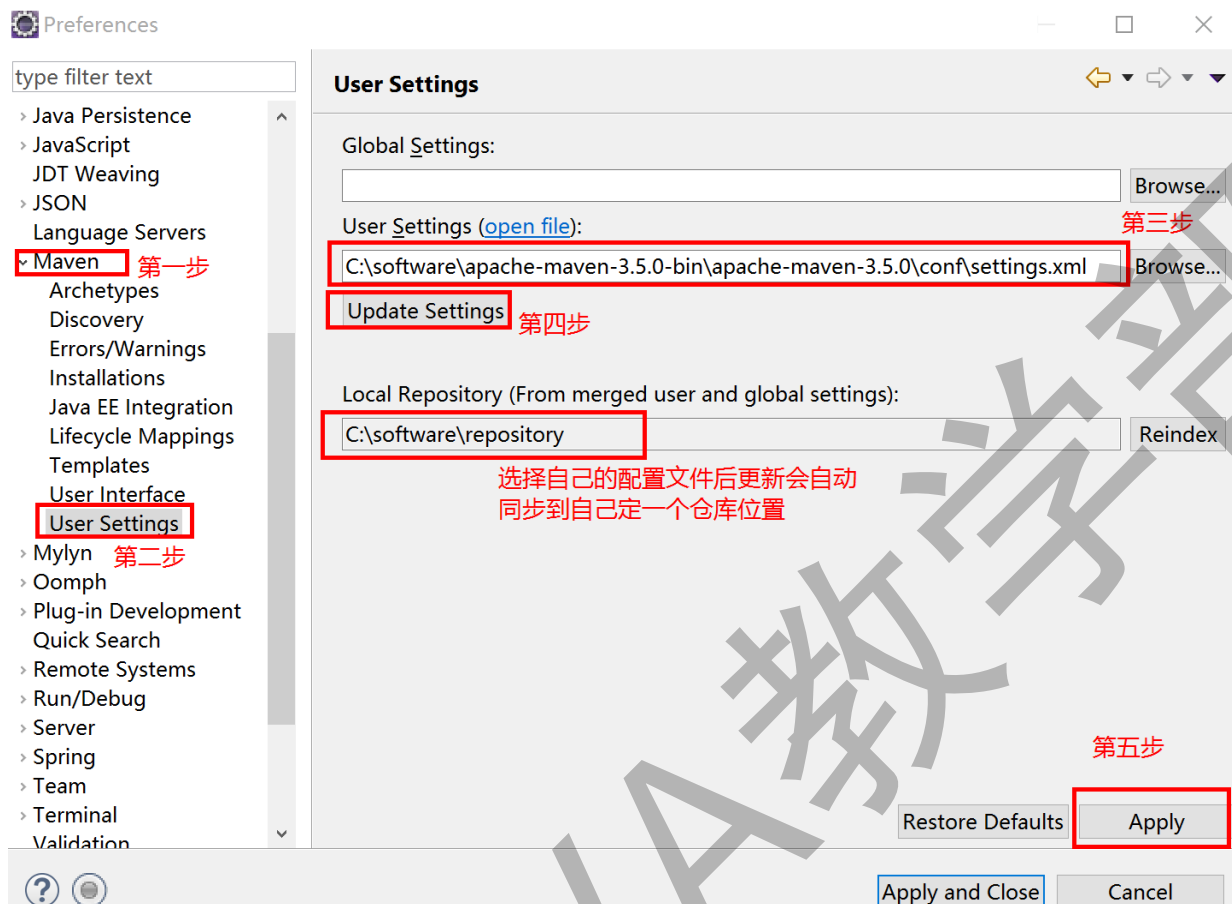 Preferences
type filter text
Java Persistence
JavaScript
JDT Weaving
JSON
Language Servers
Maven
第一步
Archetypes
Discovery
Errors/Warnings
Installations
Java EE Integration
Lifecycle Mappings
Templates
User Interface
User Settings
第二步
Mylyn
Oomph
Plug-in Development
Quick Search
Remote Systems
Run/Debug
Server
Spring
Team
Terminal
Validation
User Settings
Global Settings:
Browse...
User Settings (open file):
第三步
C:\software\apache-maven-3.5.0-bin\apache-maven-3.5.0\conf\settings.xml
Browse...
Update Settings
第四步
Local Repository (From merged user and global settings):
C:\software\repository
Reindex
选择自己的配置文件后更新会自动
同步到自己定一个仓库位置
第五步
Restore Defaults
Apply
Apply and Close
Cancel
A教学部